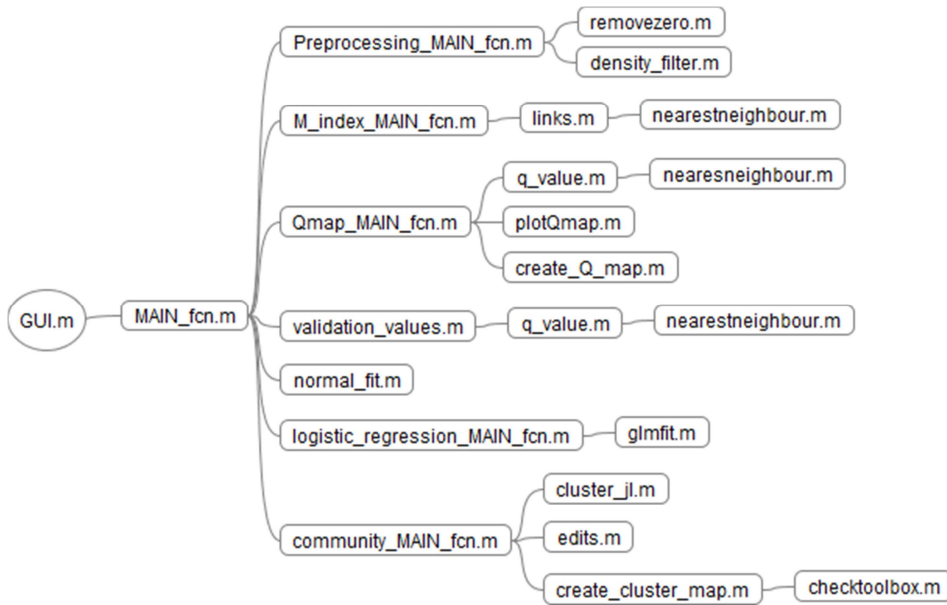 removezero.m
Preprocessing_MAIN_fcn.m
density_filter.m
M_index_MAIN_fcn.m
links.m
nearestneighbour.m
q_value.m
nearesneighbour.m
Qmap_MAIN_fcn.m
plotQmap.m
create_Q_map.m
GUI.m
MAIN_fcn.m
validation_values.m
q_value.m
nearestneighbour.m
normal_fit.m
logistic_regression_MAIN_fcn.m
glmfit.m
cluster_jl.m
community_MAIN_fcn.m
edits.m
create_cluster_map.m
checktoolbox.m